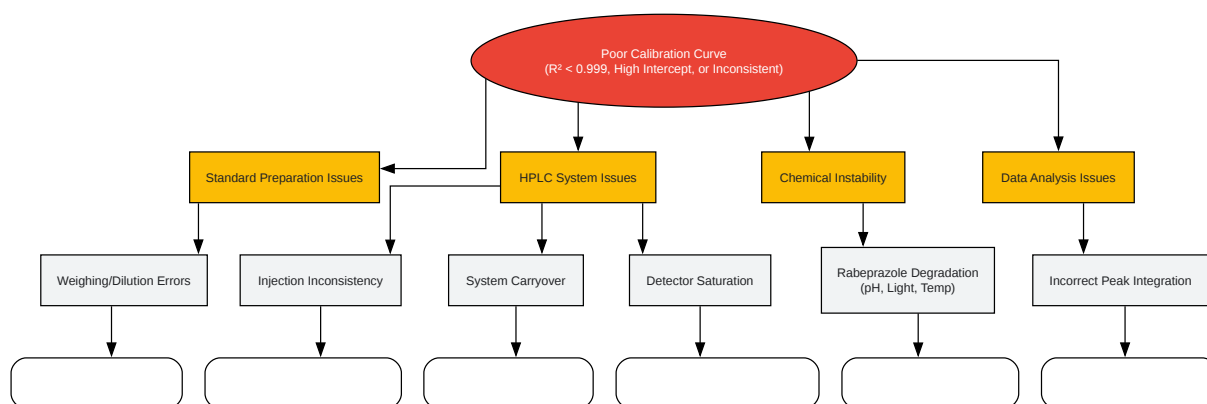 Poor Calibration Curve
(R² < 0.999, High Intercept, or Inconsistent)
Standard Preparation Issues
HPLC System Issues
Chemical Instability
Data Analysis Issues
Weighing/Dilution Errors
Injection Inconsistency
System Carryover
Detector Saturation
Rabeprazole Degradation
(pH, Light, Temp)
Incorrect Peak Integration